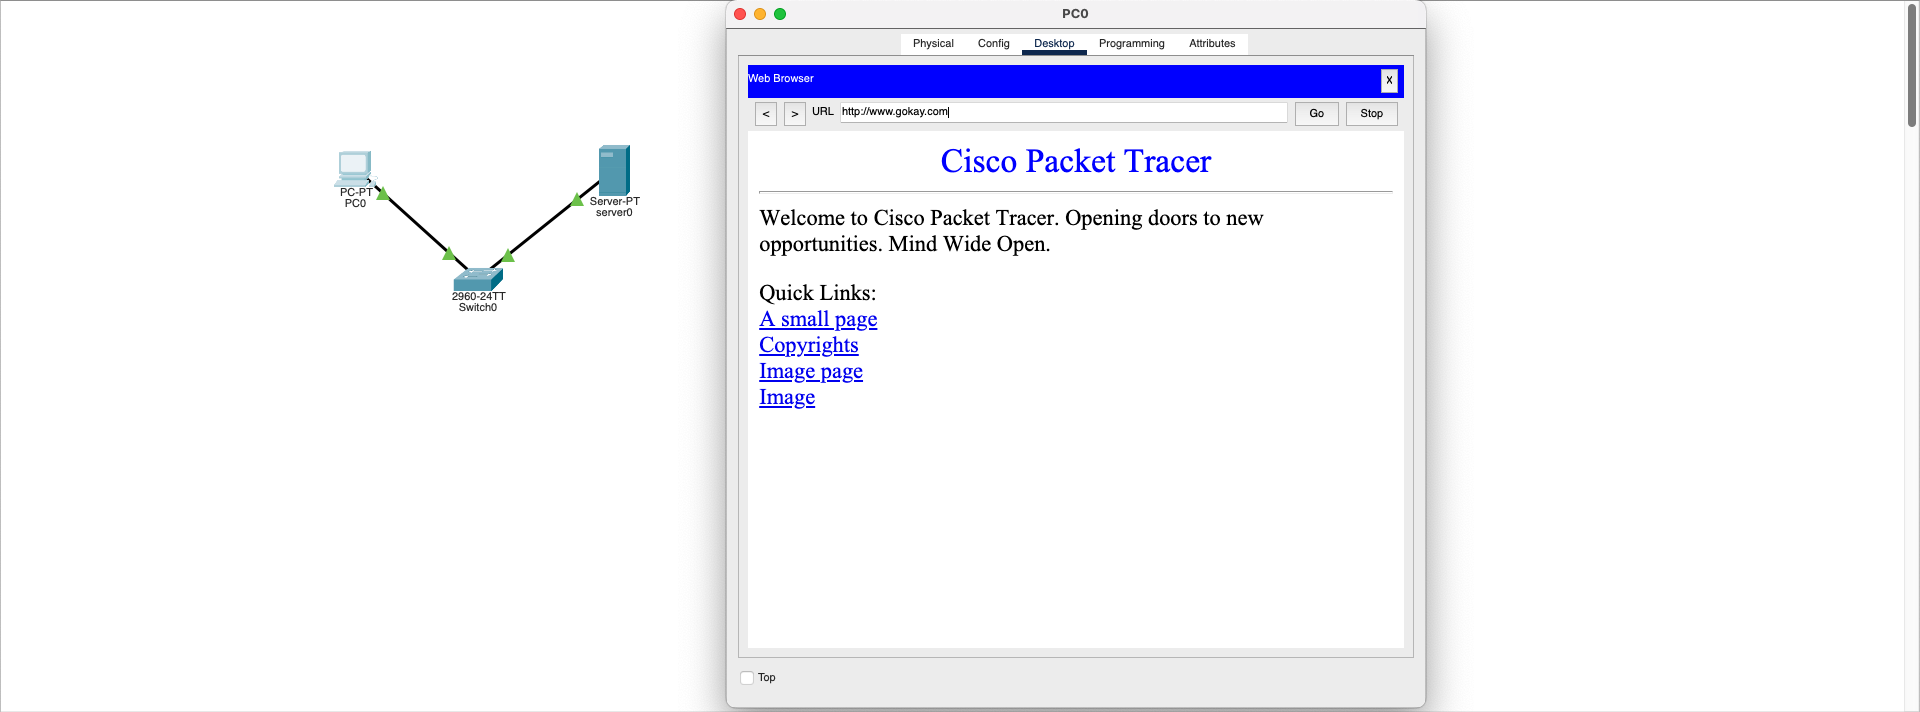 PC0
Physical Config Desktop Programming Attributes
Web Browser
X
< > URL http://www.gokay.com Go Stop
Cisco Packet Tracer
Welcome to Cisco Packet Tracer. Opening doors to new
opportunities. Mind Wide Open.
Quick Links:
A small page
Copyrights
Image page
Image
Top
PC-PT
PC0
Server-PT
server0
2960-24TT
Switch0